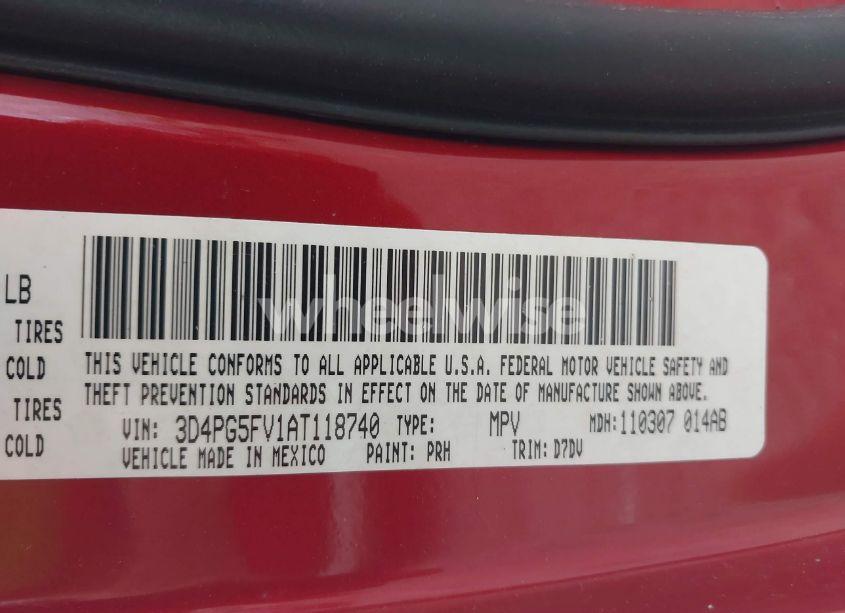 LB
wheelwise
TIRES
COLD THIS VEHICLE CONFORMS TO ALL APPLICABLE U.S.A. FEDERAL MOTOR VEHICLE SAFETY AND
TIRES THEFT PREVENTION STANDARDS IN EFFECT ON THE DATE OF MANUFACTURE SHOWN ABOVE.
COLD VIN: 3D4PG5FV1AT118740 TYPE: MPV MDH: 110307 014AB
VEHICLE MADE IN MEXICO PAINT: PRH TRIM: D7DV